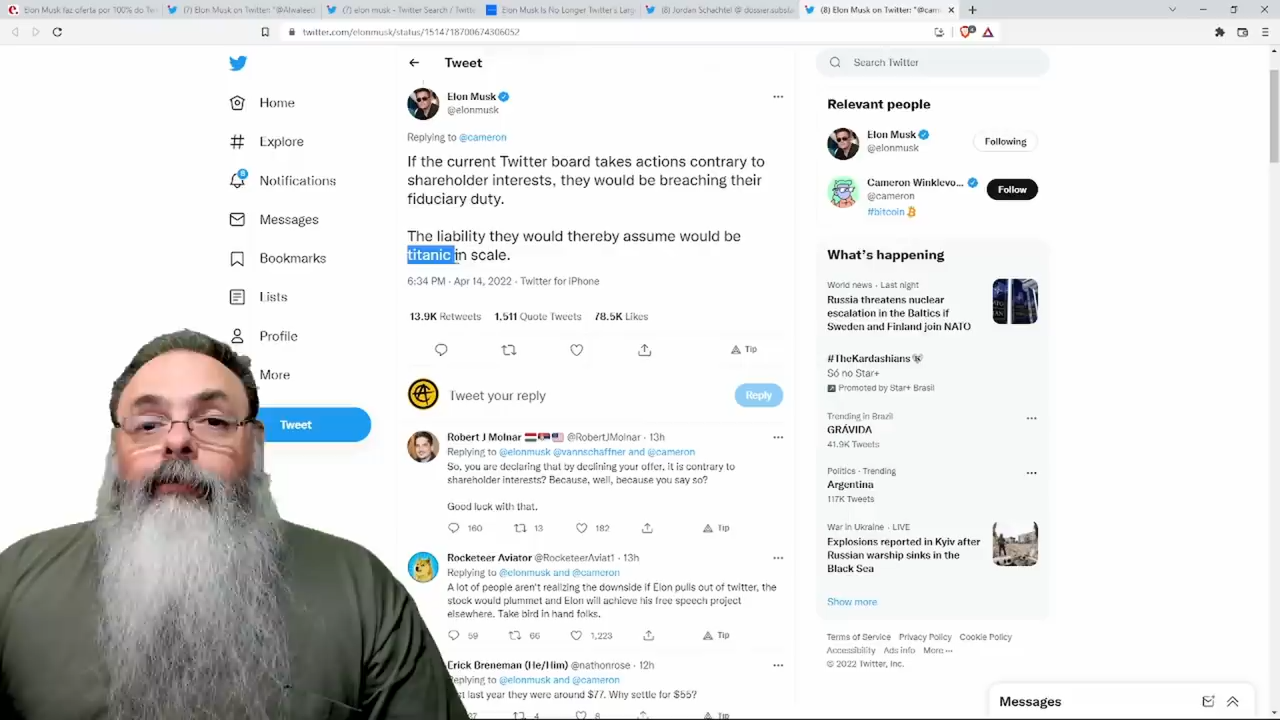 Elon Musk faz oferta por 100% do Tw
(7) Elon Musk on Twitter: "@Alwaleed
(7) elon musk - Twitter Search / Twitte
Elon Musk Is No Longer Twitter's Larg
(8) Jordan Schachtel @ dossier.subst
(8) Elon Musk on Twitter: "@cam
twitter.com/elonmusk/status/1514718700674306052
Home
Explore
8
Notifications
Messages
Bookmarks
Lists
Profile
More
Tweet
Tweet
Elon Musk
@elonmusk
Replying to @cameron
If the current Twitter board takes actions contrary to
shareholder interests, they would be breaching their
fiduciary duty.
The liability they would thereby assume would be
titanic in scale.
6:34 PM · Apr 14, 2022 · Twitter for iPhone
13.9K Retweets 1,511 Quote Tweets 78.5K Likes
Tip
Tweet your reply
Reply
Robert J Molnar @RobertJMolnar · 13h
Replying to @elonmusk @vannschaffner and @cameron
So, you are declaring that by declining your offer, it is contrary to
shareholder interests? Because, well, because you say so?
Good luck with that.
160 13 182 Tip
Rocketeer Aviator @RocketeerAviat1 · 13h
Replying to @elonmusk and @cameron
A lot of people aren't realizing the downside if Elon pulls out of twitter, the
stock would plummet and Elon will achieve his free speech project
elsewhere. Take bird in hand folks.
59 66 1,223 Tip
Erick Breneman (He/Him) @nathonrose · 12h
Replying to @elonmusk and @cameron
last year they were around $77. Why settle for $55?
37 4 8 Tip
Search Twitter
Relevant people
Elon Musk
@elonmusk
Following
Cameron Winklevo...
@cameron
Follow
#bitcoin
What's happening
World news · Last night
Russia threatens nuclear
escalation in the Baltics if
Sweden and Finland join NATO
#TheKardashians
Só no Star+
Promoted by Star+ Brasil
Trending in Brazil
GRÁVIDA
41.9K Tweets
Politics · Trending
Argentina
117K Tweets
War in Ukraine · LIVE
Explosions reported in Kyiv after
Russian warship sinks in the
Black Sea
Show more
Terms of Service Privacy Policy Cookie Policy
Accessibility Ads info More ···
© 2022 Twitter, Inc.
Messages